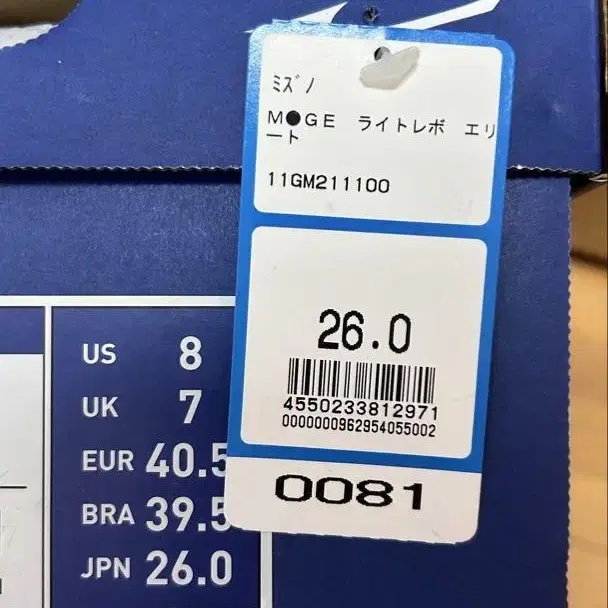 ﾐｽﾞﾉ
M●GE ライトレボ エリ
ート
11GM211100
26.0
4550233812971
0000000962954055002
0081
US 8
UK 7
EUR 40.5
BRA 39.5
JPN 26.0